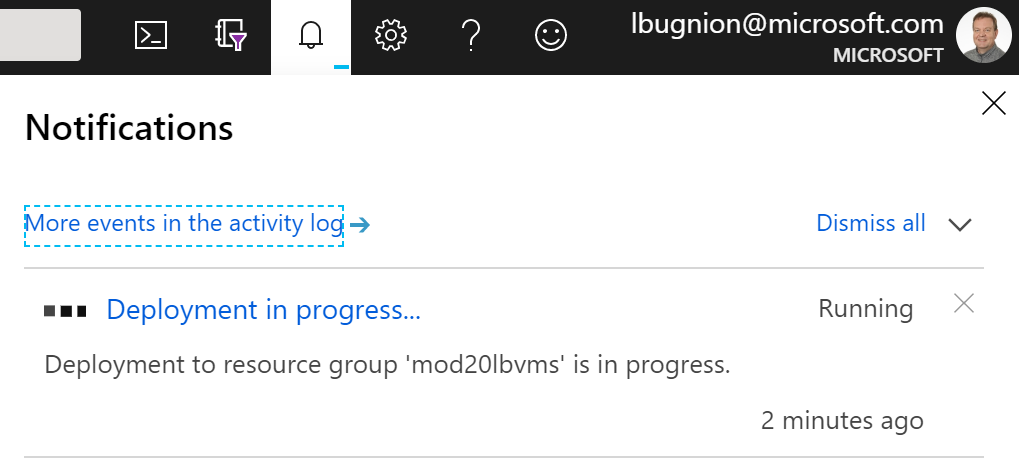 lbugnion@microsoft.com
MICROSOFT
Notifications
More events in the activity log
Dismiss all
Deployment in progress...
Running
Deployment to resource group 'mod20lbvms' is in progress.
2 minutes ago